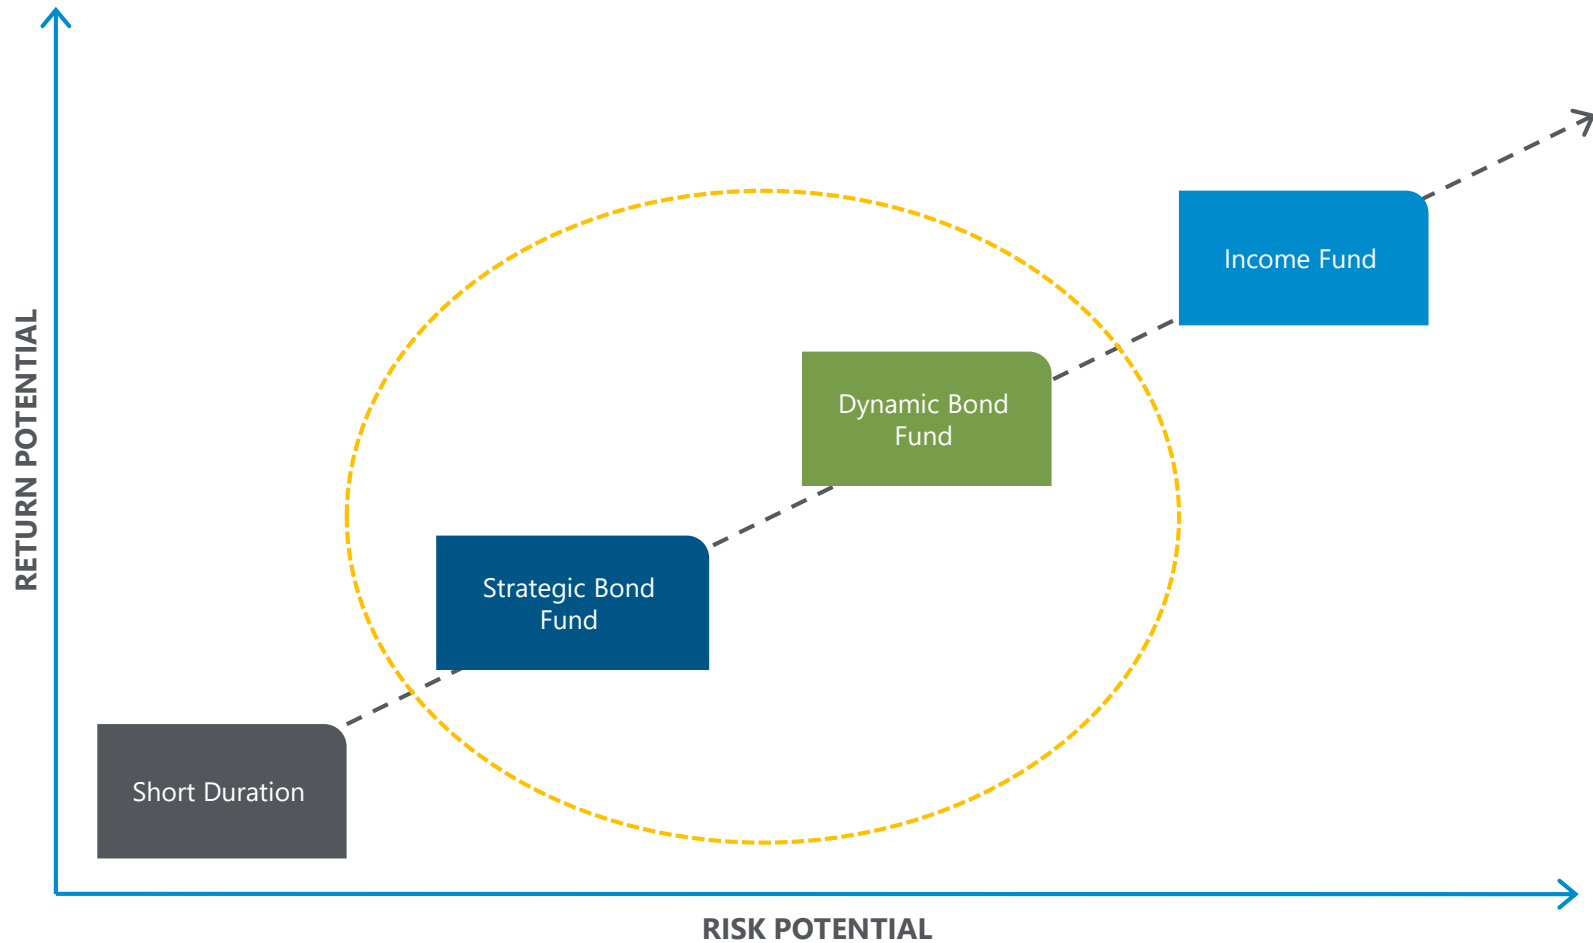 RETURN POTENTIAL
Income Fund
Dynamic Bond
Fund
Strategic Bond
Fund
Short Duration
RISK POTENTIAL